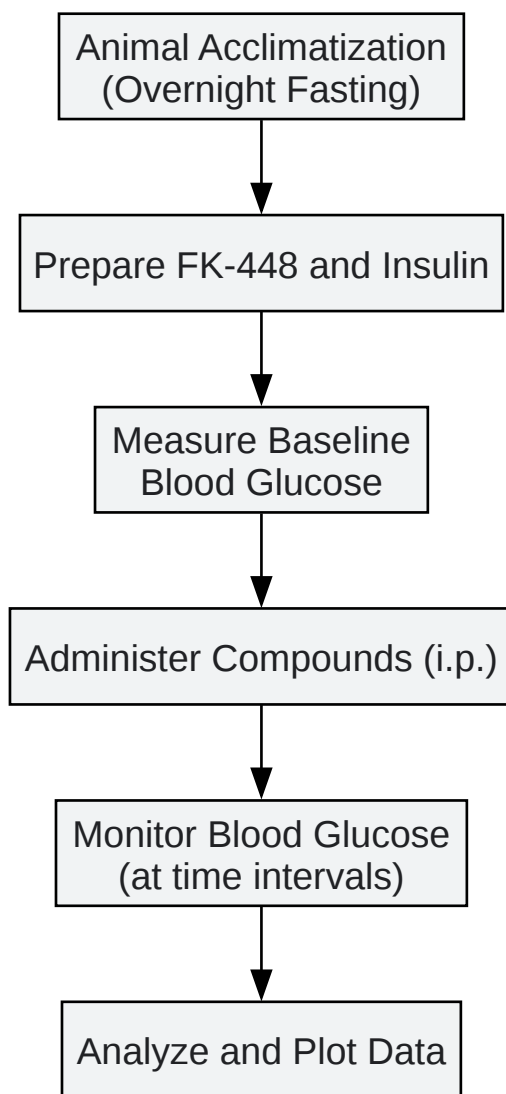 Animal Acclimatization
(Overnight Fasting)
Prepare FK-448 and Insulin
Measure Baseline
Blood Glucose
Administer Compounds (i.p.)
Monitor Blood Glucose
(at time intervals)
Analyze and Plot Data